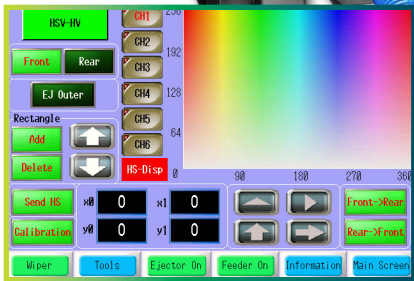 HSV-HV
CH1
256
CH2
192
Front
Rear
CH3
EJ Outer
CH4
128
Rectangle
CH5
Add
64
CH6
Delete
HS-Disp
0
90
180
270
360
Send HS
x0
0
x1
0
Front->Rear
Calibration
y0
0
y1
0
Rear->Front
Wiper
Tools
Ejector On
Feeder On
Information
Main Screen